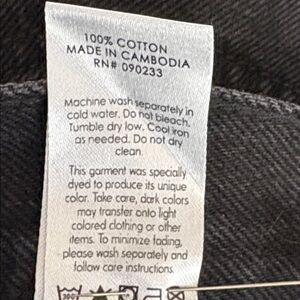 100% COTTON
MADE IN CAMBODIA
RN# 090233
Machine wash separately in
cold water. Do not bleach.
Tumble dry low. Cool iron
as needed. Do not dry
clean.
This garment was specially
dyed to produce its unique
color. Take care, dark colors
may transfer onto light
colored clothing or other
items. To minimize fading,
please wash separately and
follow care instructions.